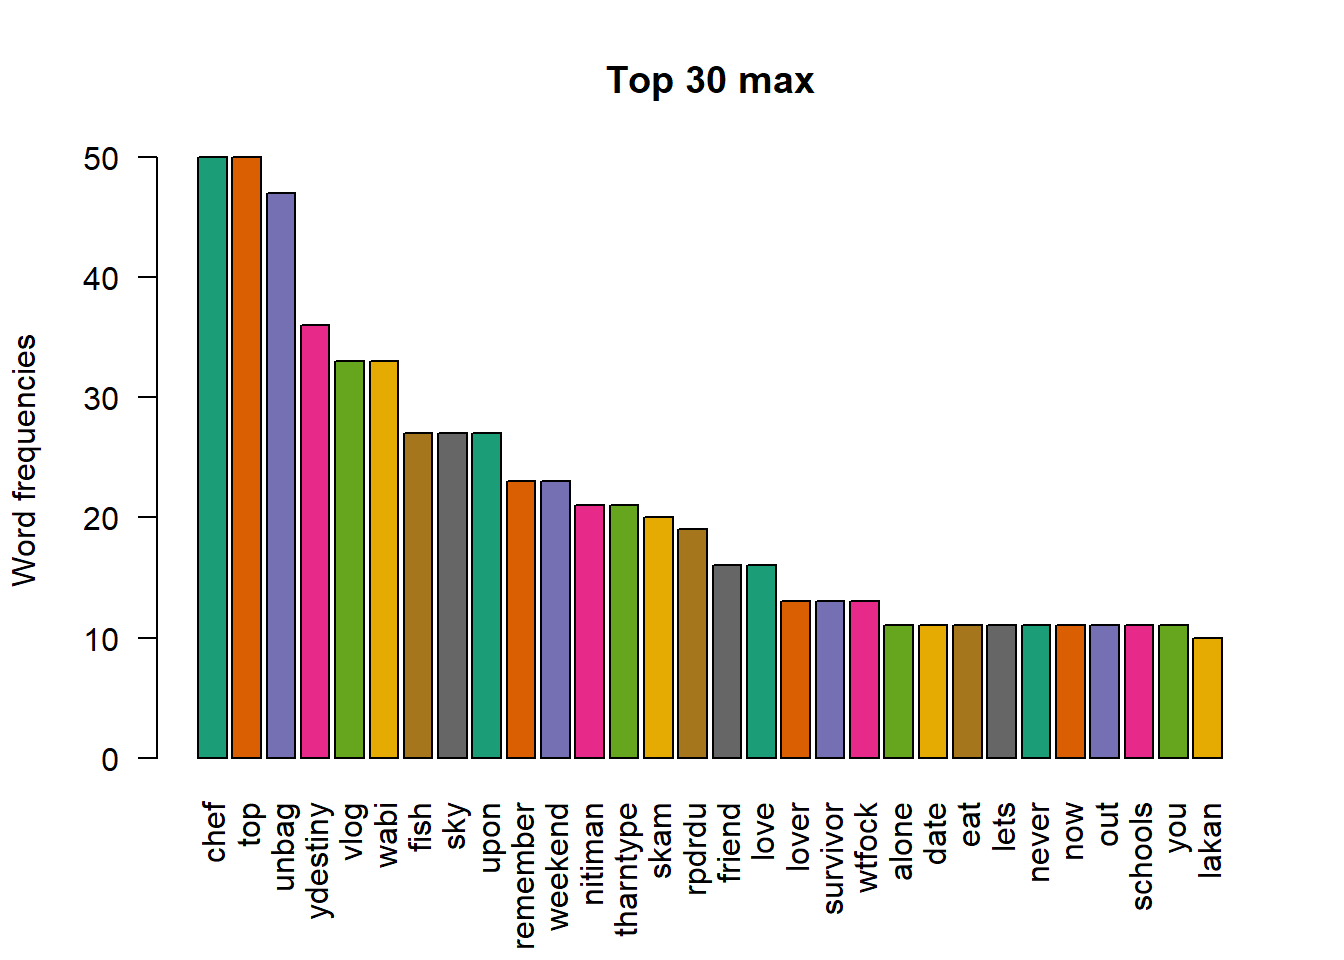 Top 30 max
Word frequencies
50
40
30
20
10
0
chef
top
unbag
ydestiny
vlog
wabi
fish
sky
upon
remember
weekend
nitiman
tharntype
skam
rpdrdu
friend
love
lover
survivor
wtfock
alone
date
eat
lets
never
now
out
schools
you
lakan